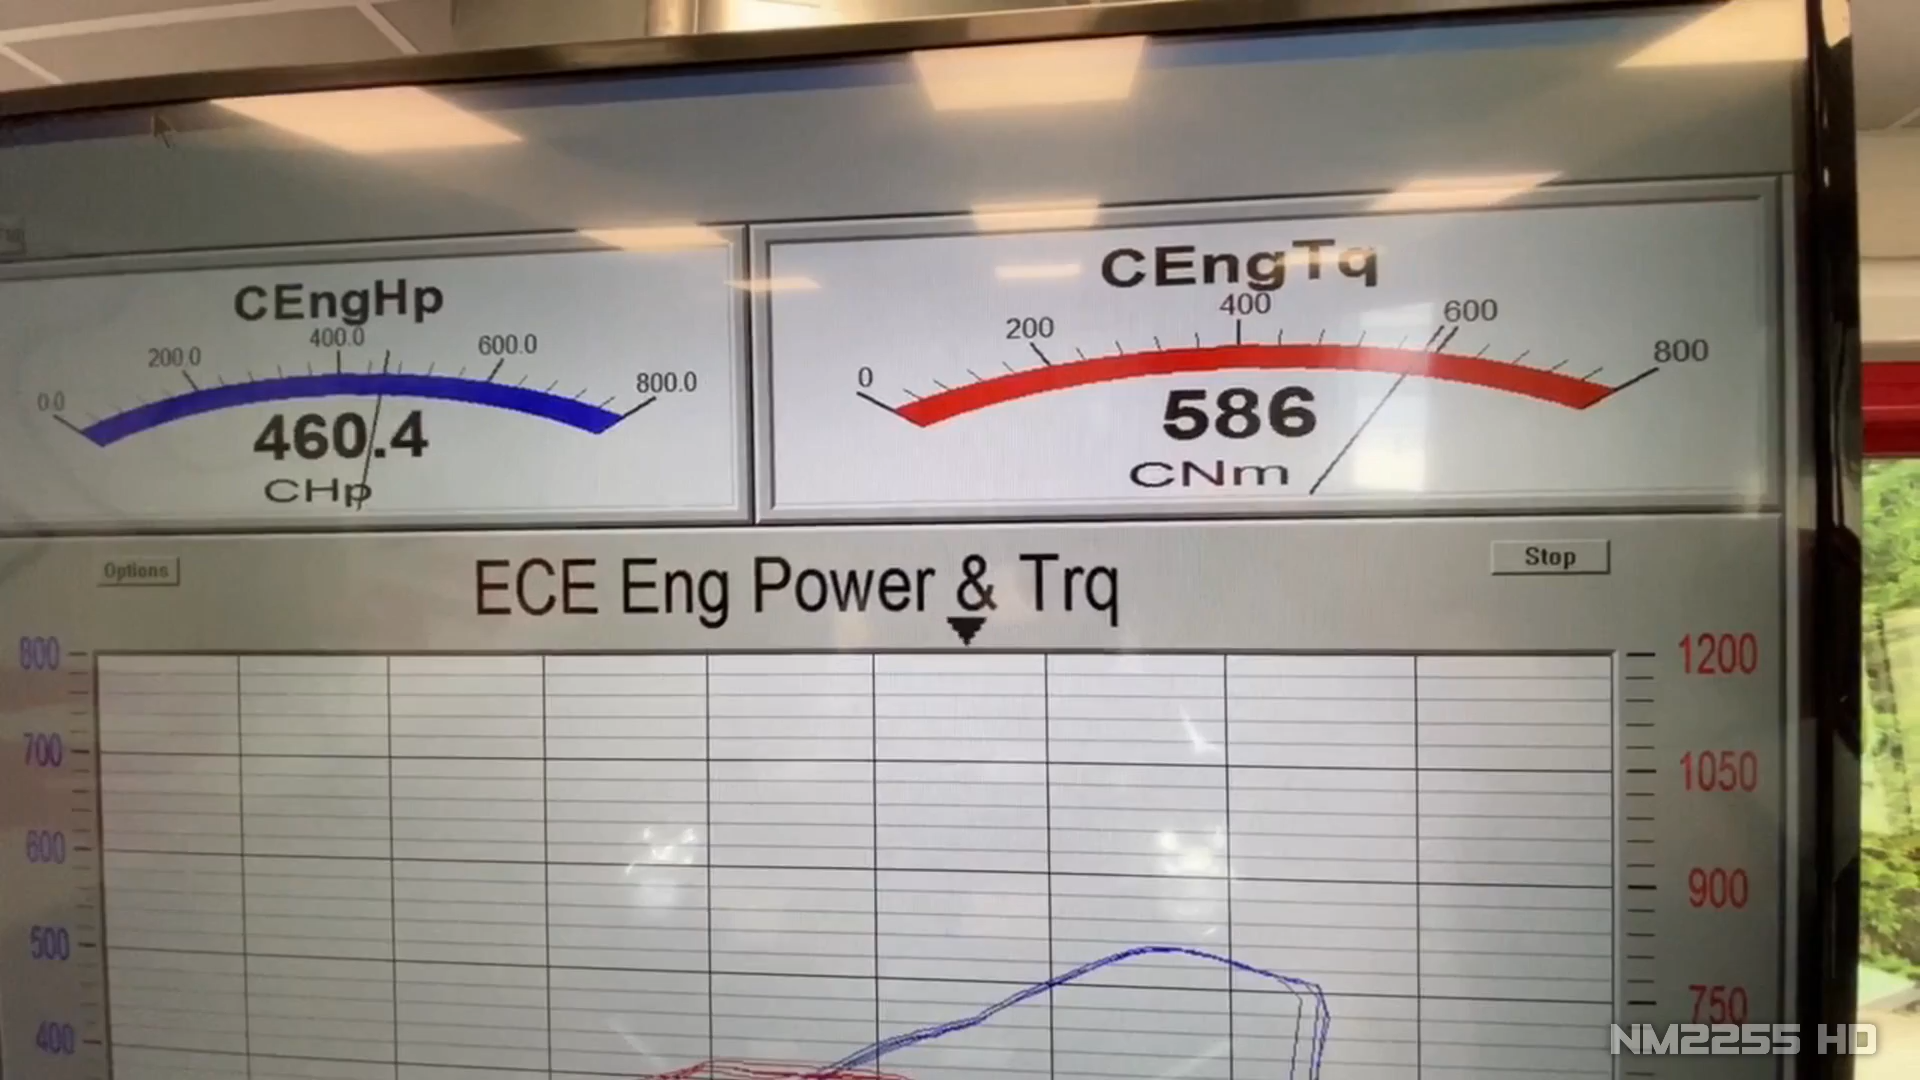 CEngHp
0.0 200.0 400.0 600.0 800.0
460.4
CHp
CEngTq
0 200 400 600 800
586
CNm
Options
ECE Eng Power & Trq
Stop
800
700
600
500
400
1200
1050
900
750
NM2255 HD